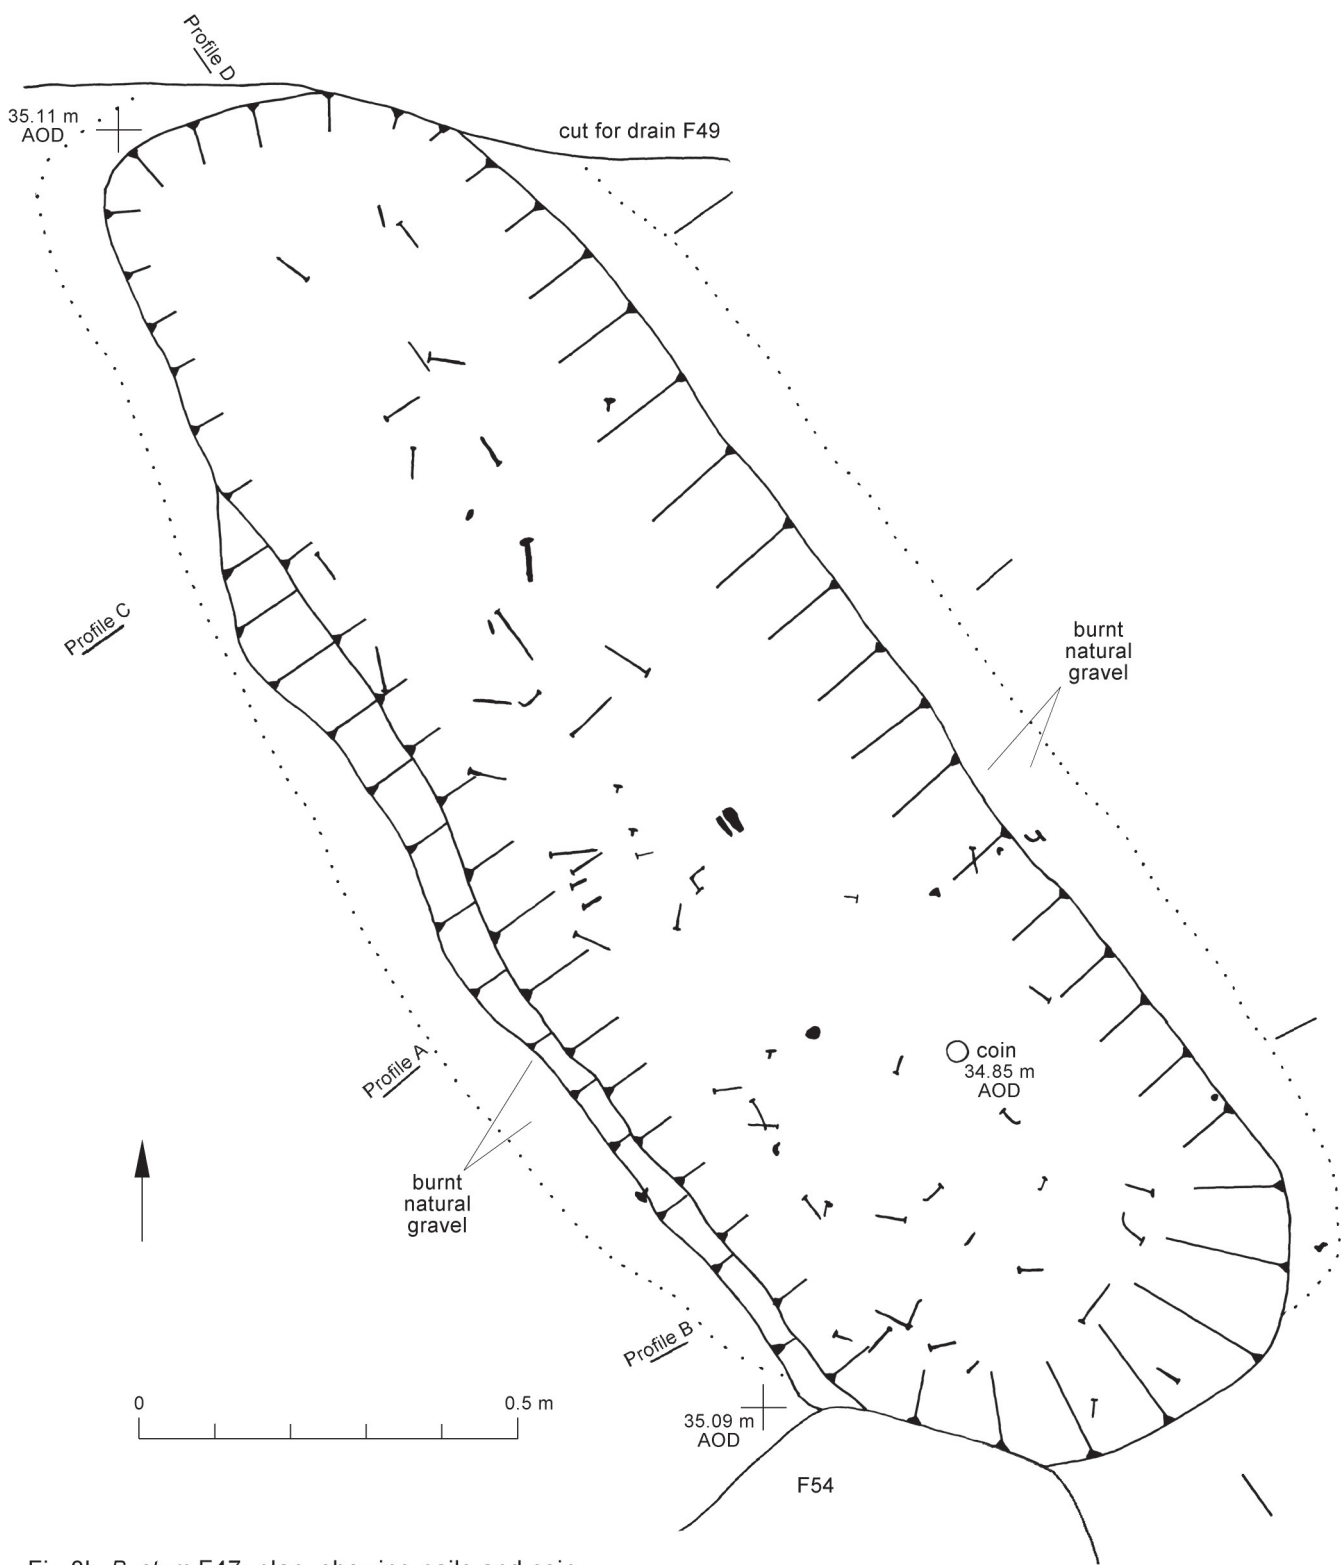 Profile D
35.11 m
AOD
cut for drain F49
Profile C
burnt
natural
gravel
coin
34.85 m
AOD
Profile A
burnt
natural
gravel
Profile B
0
0.5 m
35.09 m
AOD
F54